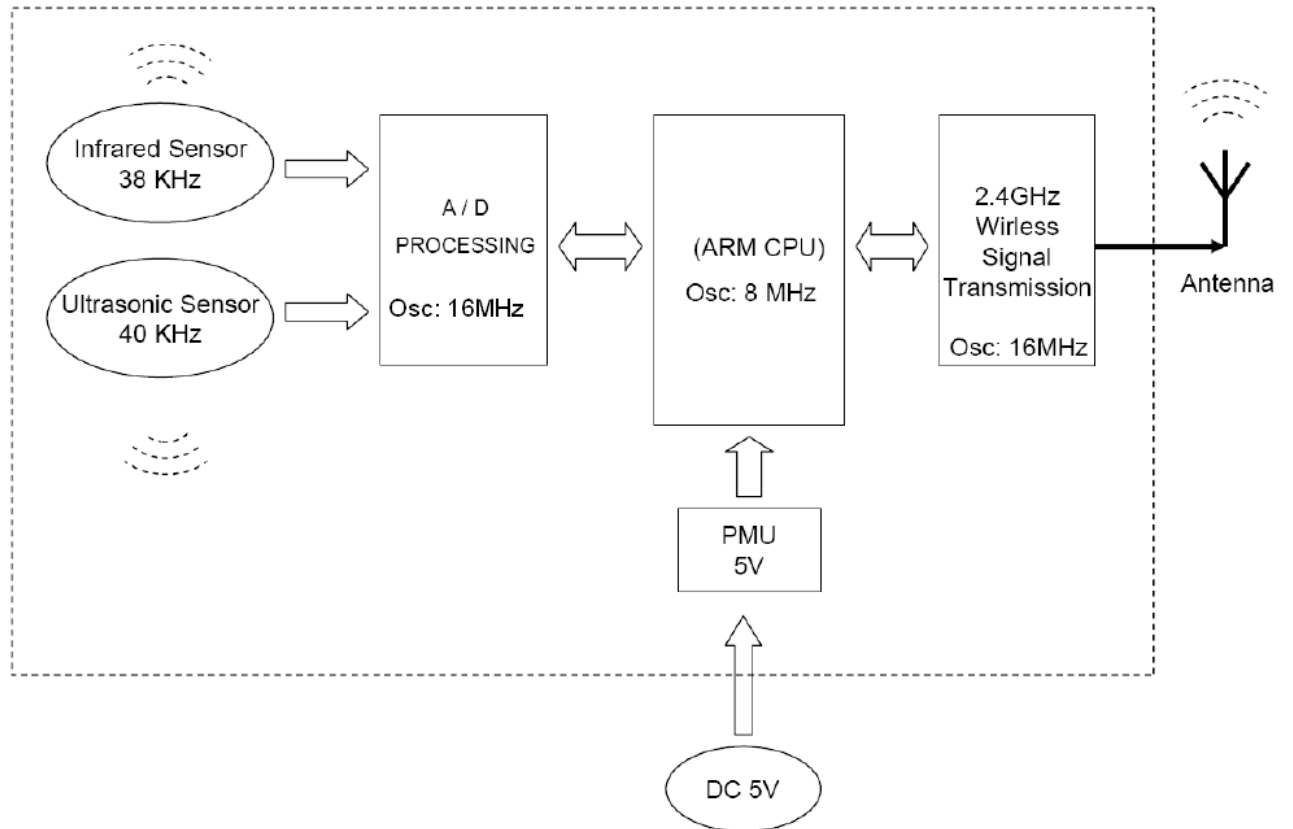 Infrared Sensor
38 KHz
Ultrasonic Sensor
40 KHz
A / D
PROCESSING
Osc: 16MHz
(ARM CPU)
Osc: 8 MHz
2.4GHz
Wirless
Signal
Transmission
Osc: 16MHz
Antenna
PMU
5V
DC 5V